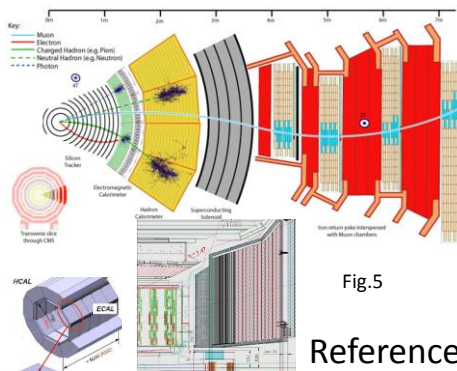 0m 1m 2m 3m 4m 5m 6m 7m
Key:
Muon
Electron
Charged Hadron (e.g. Pion)
Neutral Hadron (e.g. Neutron)
Photon
4T
Silicon
Tracker
Electromagnetic
Calorimeter
Hadron
Calorimeter
Superconducting
Solenoid
Iron return yoke interspersed
with Muon chambers
Transverse slice
through CMS
HCAL
ECAL
Fig.5
Reference